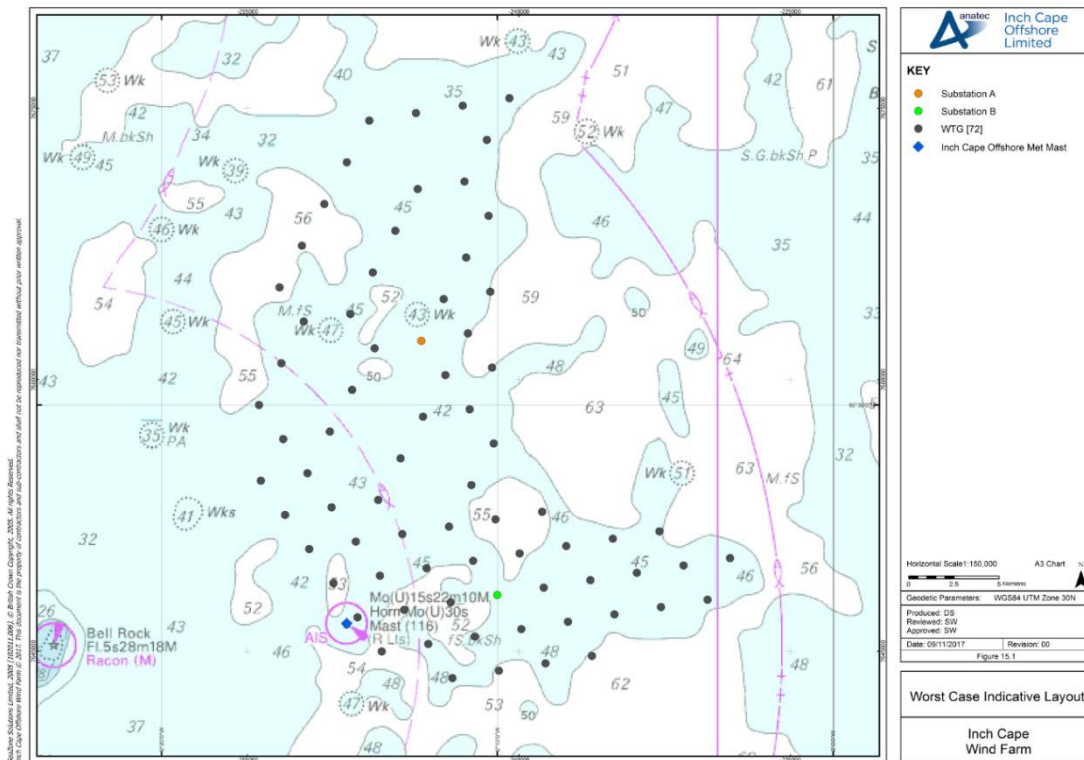 anatec
Inch Cape
Offshore
Limited
KEY
Substation A
Substation B
WTG [72]
Inch Cape Offshore Met Mast
37
32
53 Wk
42
M.bkSh
34
32
Wk 49
45
Wk 39
55
43
46 Wk
56
44
54
45 Wk
M.fS
Wk 47
45
52
43 Wk
50
55
43
42
Wk
35
PA
41 Wks
32
43
40
35
Wk 43
43
51
59
52 Wk
47
42
61
S.G.bkSh.P
35
46
44
35
45
59
50
49
64
48
45
63
63
32
M.fS
Wk 51
42
55
46
45
46
56
48
62
53
50
48
45
42
53
52
46
54
48
47 Wk
48
37
43
26
Bell Rock
Fl.5s28m18M
Racon (M)
Mo(U)15s22m10M
Horn Mo(U)30s
Mast (116)
(R Lts)
AIS
fS.bkSh
48
Horizontal Scale1:150,000
A3 Chart
N
0 2.5 5 Kilometres
Geodetic Parameters: WGS84 UTM Zone 30N
Produced: DS
Reviewed: SW
Approved: SW
Date: 09/11/2017
Revision: 00
Figure 15.1
Worst Case Indicative Layout
Inch Cape
Wind Farm